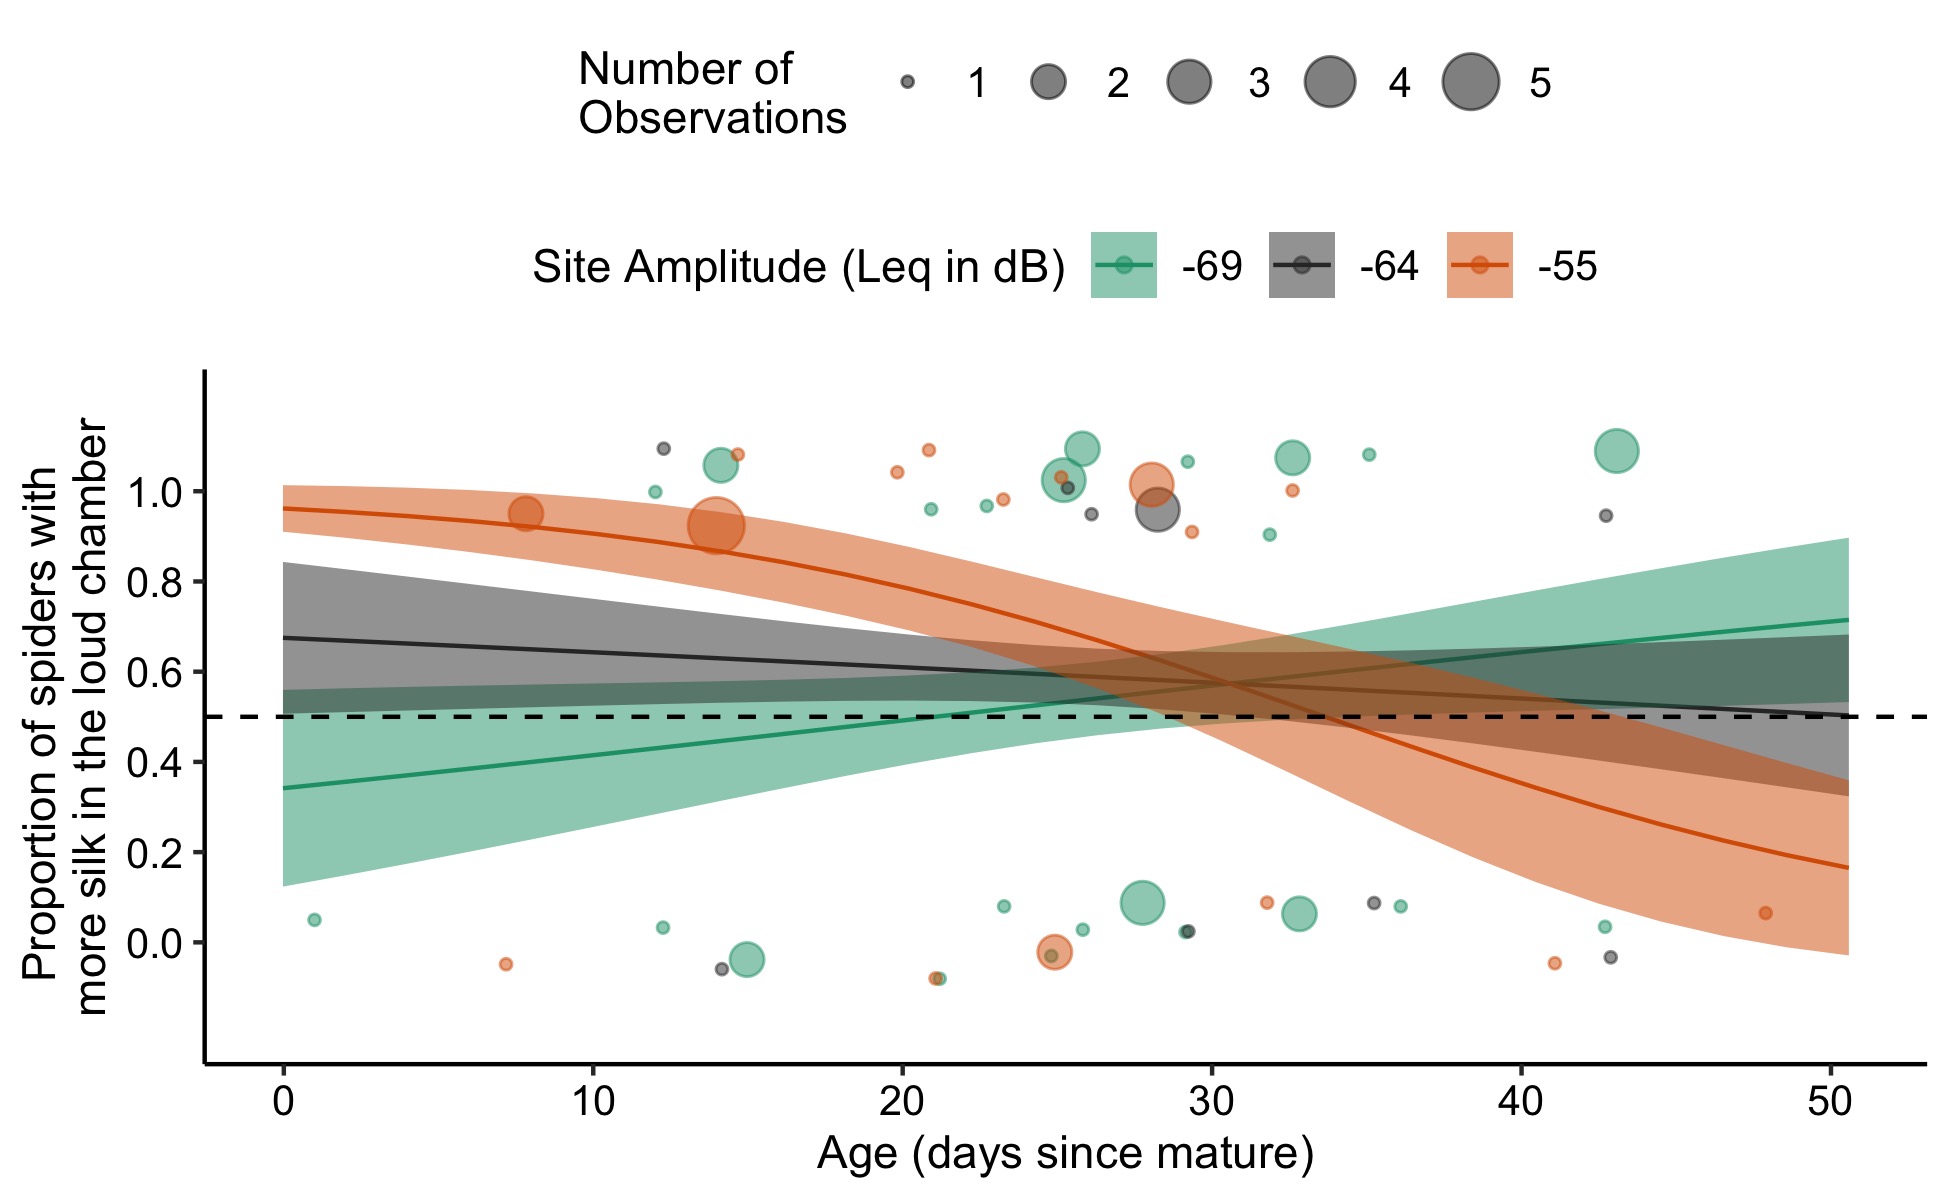 Number of
Observations
1 2 3 4 5
Site Amplitude (Leq in dB) -69 -64 -55
Proportion of spiders with
more silk in the loud chamber
1.0
0.8
0.6
0.4
0.2
0.0
0 10 20 30 40 50
Age (days since mature)